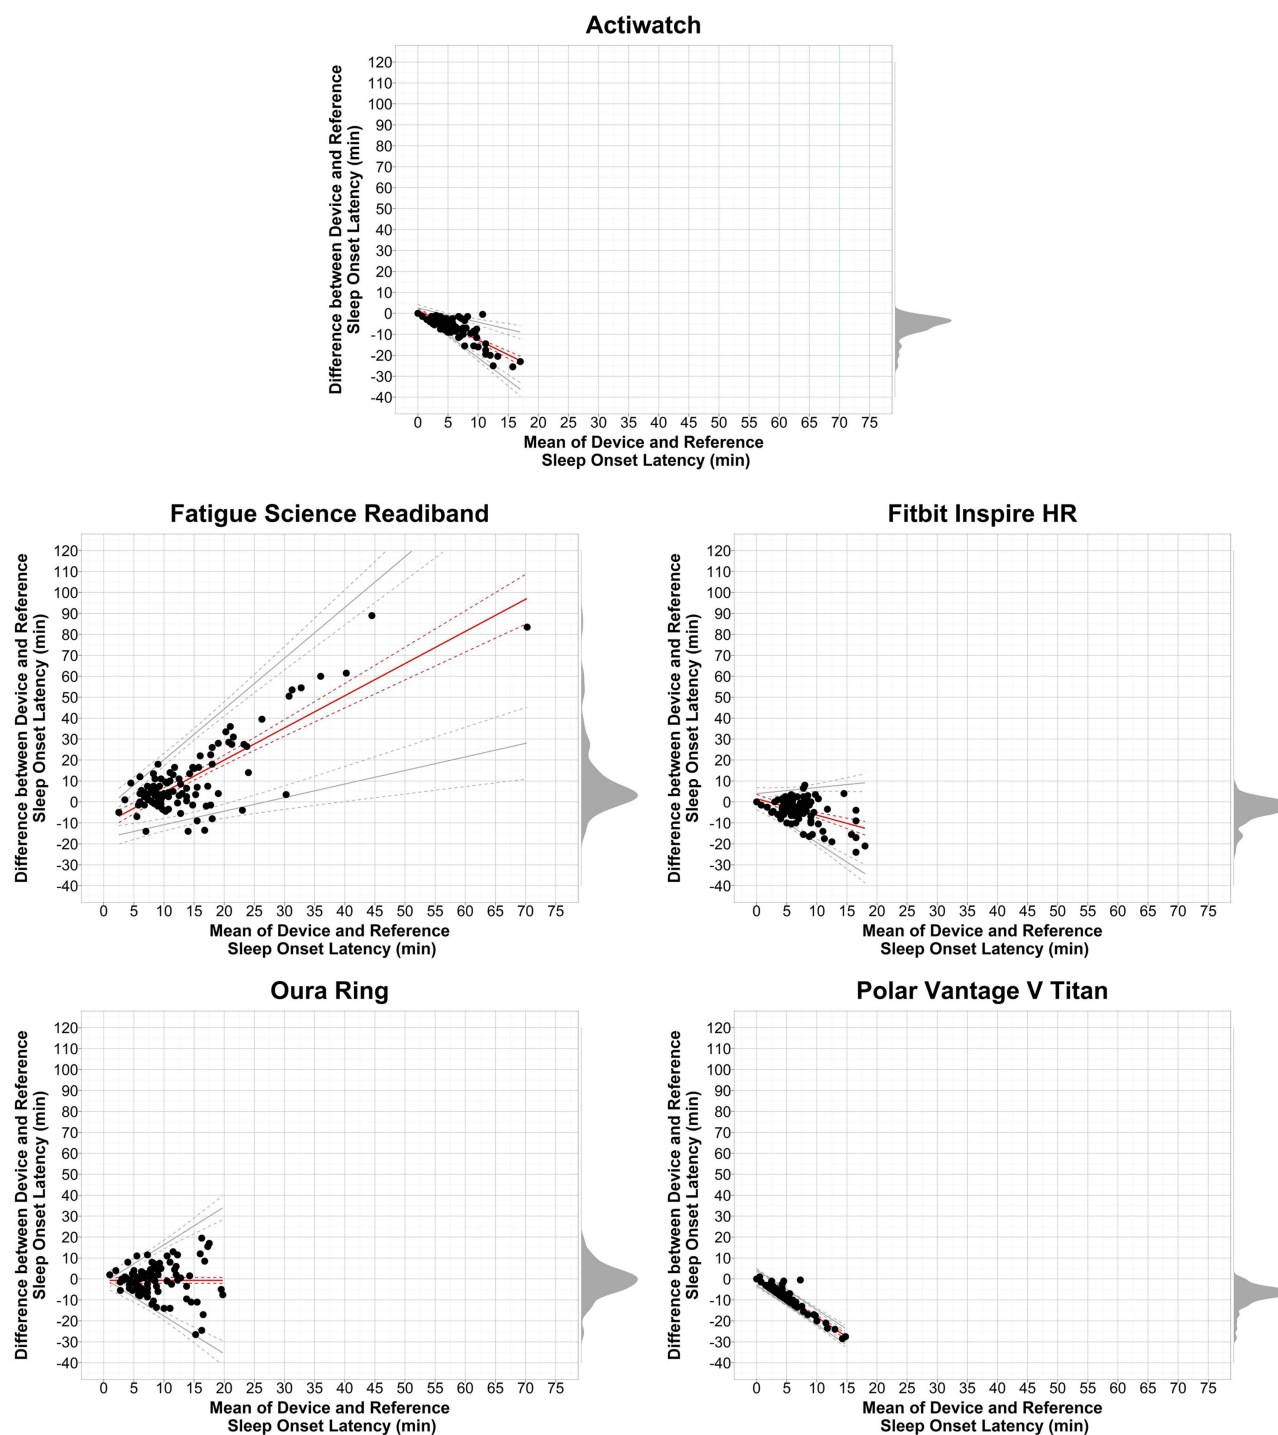 Actiwatch
Difference between Device and Reference
Sleep Onset Latency (min)
120
110
100
90
80
70
60
50
40
30
20
10
0
-10
-20
-30
-40
0 5 10 15 20 25 30 35 40 45 50 55 60 65 70 75
Mean of Device and Reference
Sleep Onset Latency (min)
Fatigue Science Readiband
Difference between Device and Reference
Sleep Onset Latency (min)
120
110
100
90
80
70
60
50
40
30
20
10
0
-10
-20
-30
-40
0 5 10 15 20 25 30 35 40 45 50 55 60 65 70 75
Mean of Device and Reference
Sleep Onset Latency (min)
Fitbit Inspire HR
Difference between Device and Reference
Sleep Onset Latency (min)
120
110
100
90
80
70
60
50
40
30
20
10
0
-10
-20
-30
-40
0 5 10 15 20 25 30 35 40 45 50 55 60 65 70 75
Mean of Device and Reference
Sleep Onset Latency (min)
Oura Ring
Difference between Device and Reference
Sleep Onset Latency (min)
120
110
100
90
80
70
60
50
40
30
20
10
0
-10
-20
-30
-40
0 5 10 15 20 25 30 35 40 45 50 55 60 65 70 75
Mean of Device and Reference
Sleep Onset Latency (min)
Polar Vantage V Titan
Difference between Device and Reference
Sleep Onset Latency (min)
120
110
100
90
80
70
60
50
40
30
20
10
0
-10
-20
-30
-40
0 5 10 15 20 25 30 35 40 45 50 55 60 65 70 75
Mean of Device and Reference
Sleep Onset Latency (min)